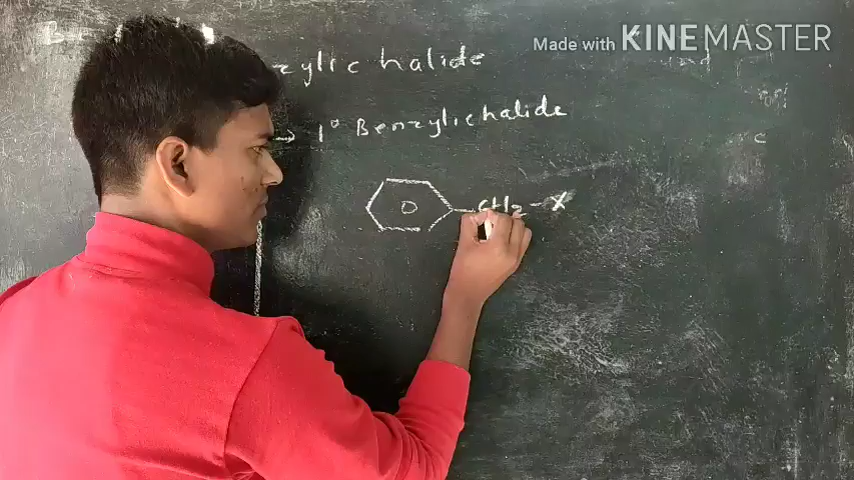 Made with KINEMASTER
zylic halide
→ 1° Benzylic halide
CH2 - X